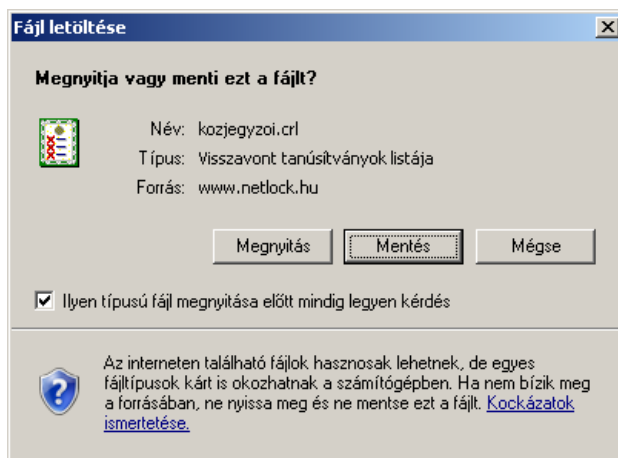 Fájl letöltése
Megnyitja vagy menti ezt a fájlt?
Név: kozjegyzoi.crl
Típus: Visszavont tanúsítványok listája
Forrás: www.netlock.hu
Megnyitás Mentés Mégse
Ilyen típusú fájl megnyitása előtt mindig legyen kérdés
Az interneten található fájlok hasznosak lehetnek, de egyes
fájltípusok kárt is okozhatnak a számítógépben. Ha nem bízik meg
a forrásában, ne nyissa meg és ne mentse ezt a fájlt. Kockázatok
ismertetése.